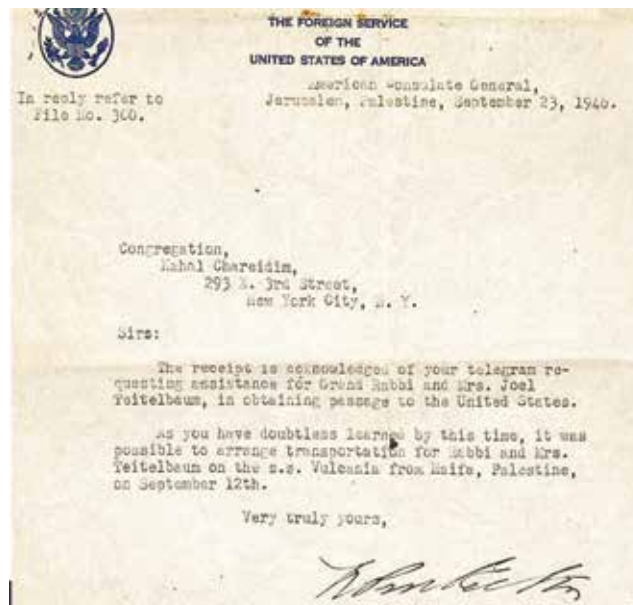 THE FOREIGN SERVICE
OF THE
UNITED STATES OF AMERICA
American Consulate General,
Jerusalem, Palestine, September 23, 1946.
In reply refer to
File No. 300.
Congregation,
Kahal Chareidim,
293 N. 3rd Street,
New York City, N. Y.
Sirs:
The receipt is acknowledged of your telegram re-
questing assistance for Grand Rabbi and Mrs. Joel
Teitelbaum, in obtaining passage to the United States.
As you have doubtless learned by this time, it was
possible to arrange transportation for Rabbi and Mrs.
Teitelbaum on the s.s. Vulcania from Haifa, Palestine,
on September 12th.
Very truly yours,